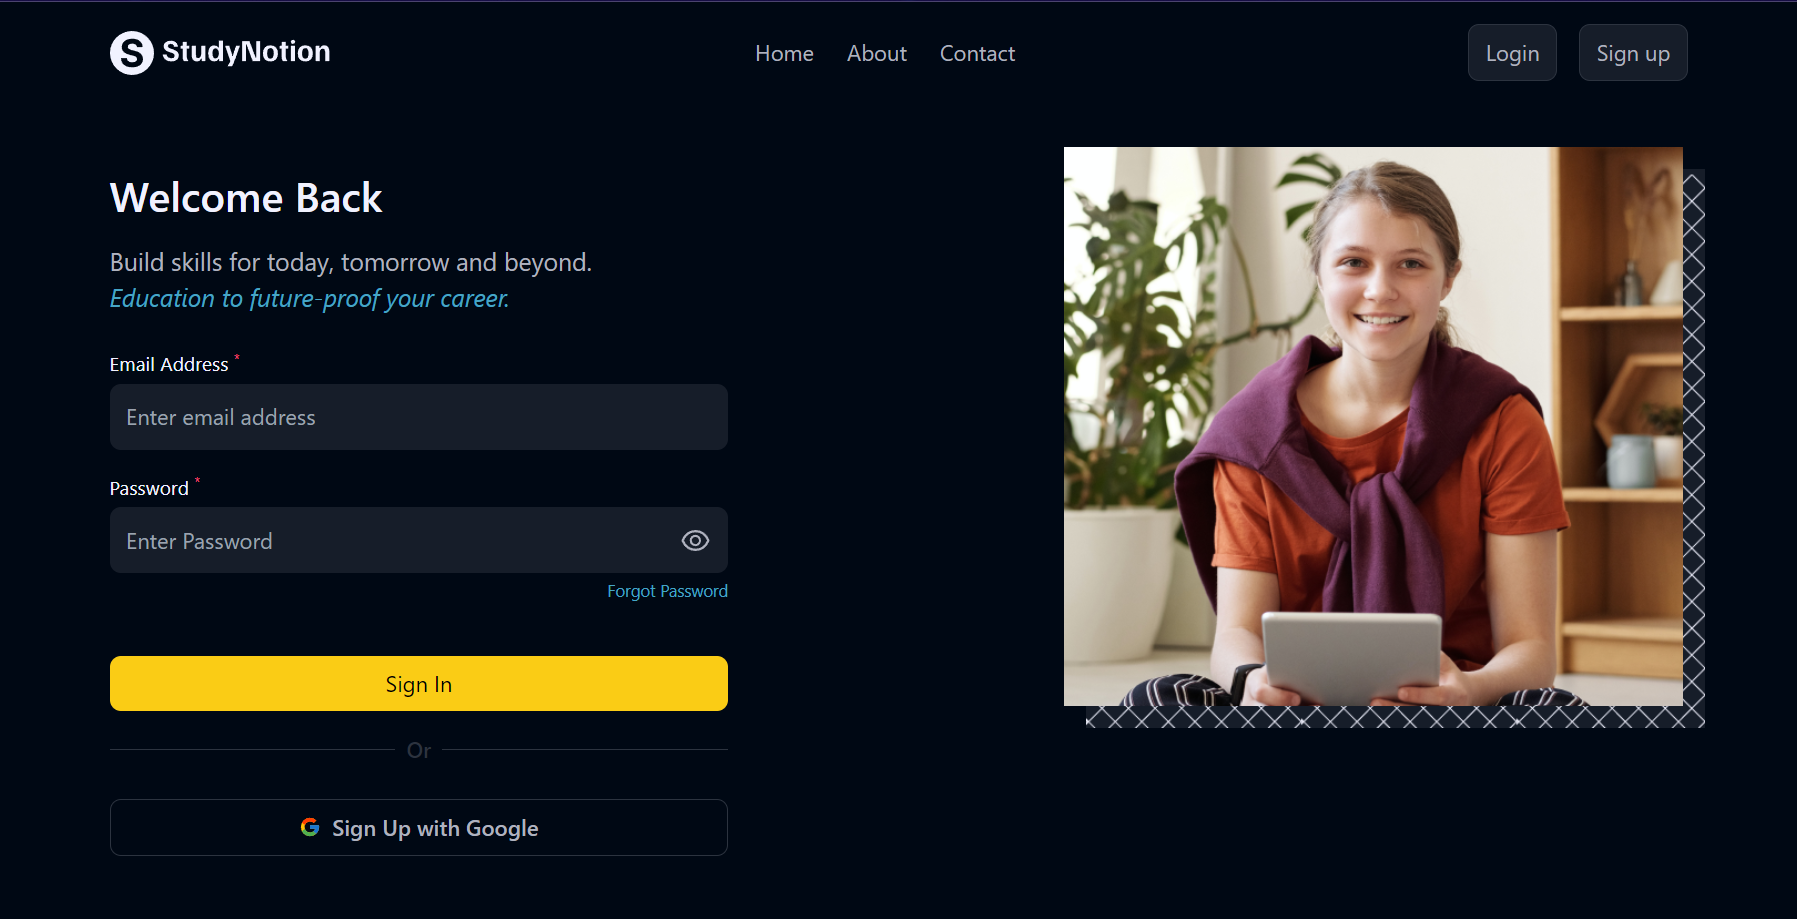 StudyNotion
Home About Contact
Login Sign up
Welcome Back
Build skills for today, tomorrow and beyond.
Education to future-proof your career.
Email Address *
Enter email address
Password *
Enter Password
Forgot Password
Sign In
Or
Sign Up with Google